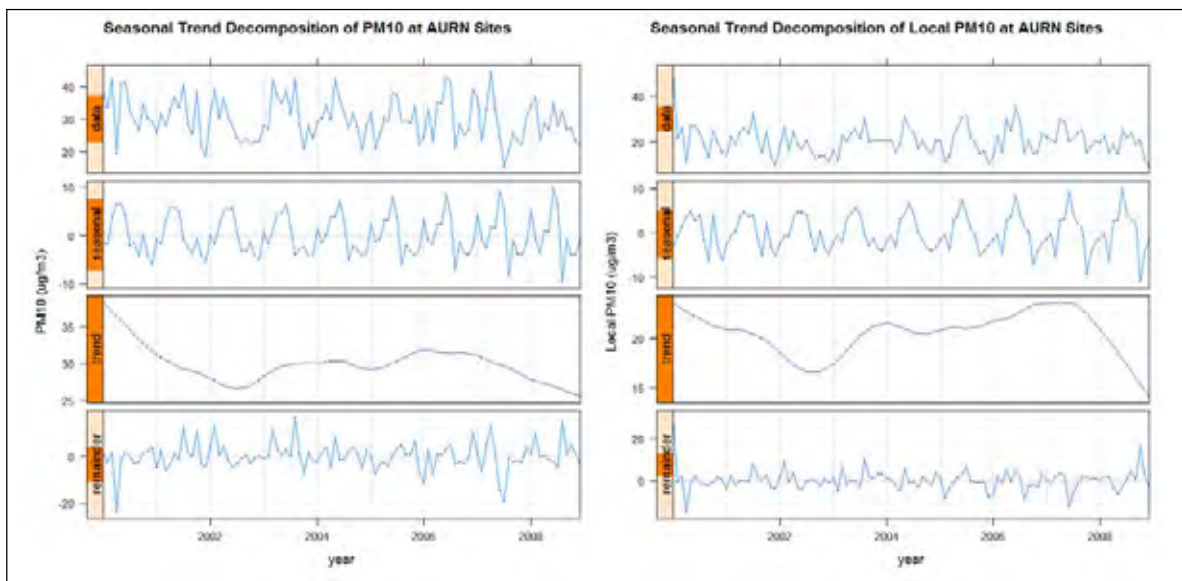 Seasonal Trend Decomposition of PM10 at AURN Sites
40
30
20
data
10
0
-10
seasonal
35
30
25
trend
0
-20
remainder
PM10 (ug/m3)
2002 2004 2006 2008
year
Seasonal Trend Decomposition of Local PM10 at AURN Sites
40
20
data
10
0
-10
seasonal
20
15
trend
20
0
remainder
Local PM10 (ug/m3)
2002 2004 2006 2008
year